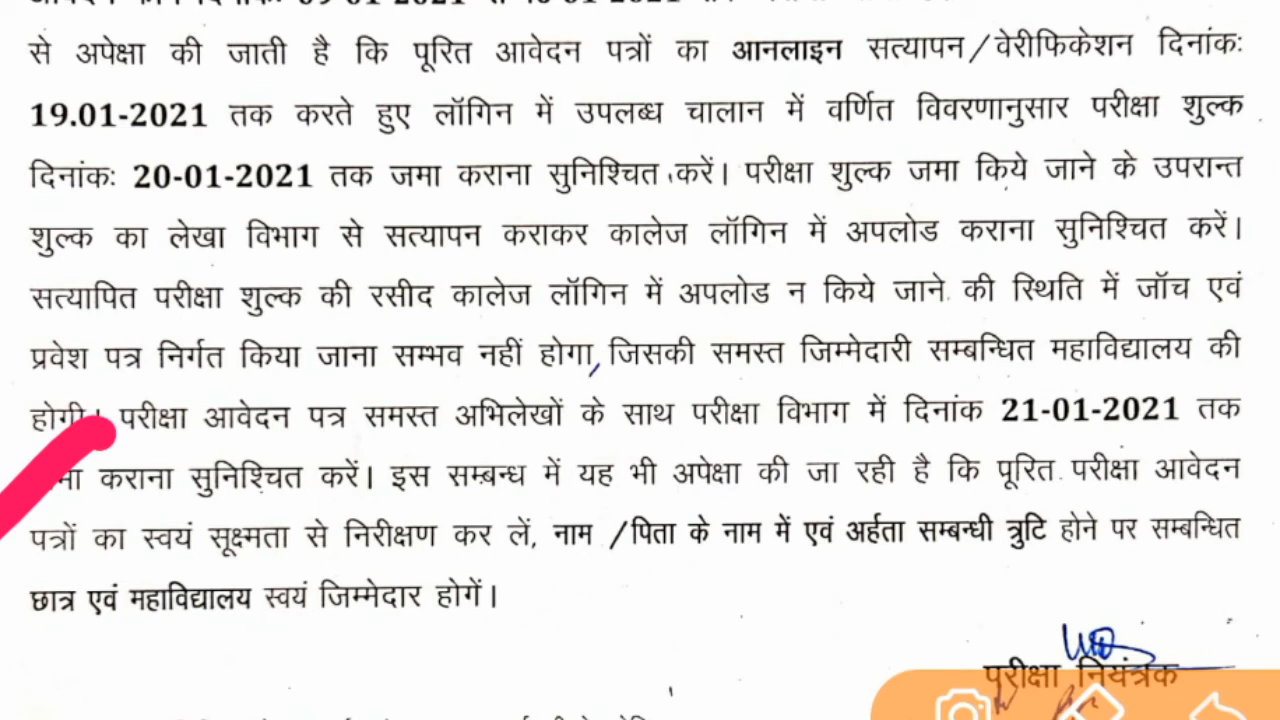 से अपेक्षा की जाती है कि पूरित आवेदन पत्रों का आनलाइन सत्यापन/वेरीफिकेशन दिनांकः
19.01-2021 तक करते हुए लॉगिन में उपलब्ध चालान में वर्णित विवरणानुसार परीक्षा शुल्क
दिनांकः 20-01-2021 तक जमा कराना सुनिश्चित करें। परीक्षा शुल्क जमा किये जाने के उपरान्त
शुल्क का लेखा विभाग से सत्यापन कराकर कालेज लॉगिन में अपलोड कराना सुनिश्चित करें।
सत्यापित परीक्षा शुल्क की रसीद कालेज लॉगिन में अपलोड न किये जाने की स्थिति में जॉच एवं
प्रवेश पत्र निर्गत किया जाना सम्भव नहीं होगा, जिसकी समस्त जिम्मेदारी सम्बन्धित महाविद्यालय की
होगी। परीक्षा आवेदन पत्र समस्त अभिलेखों के साथ परीक्षा विभाग में दिनांक 21-01-2021 तक
कराना सुनिश्चित करें। इस सम्बन्ध में यह भी अपेक्षा की जा रही है कि पूरित परीक्षा आवेदन
पत्रों का स्वयं सूक्ष्मता से निरीक्षण कर लें, नाम /पिता के नाम में एवं अर्हता सम्बन्धी त्रुटि होने पर सम्बन्धित
छात्र एवं महाविद्यालय स्वयं जिम्मेदार होगें।
परीक्षा नियंत्रक